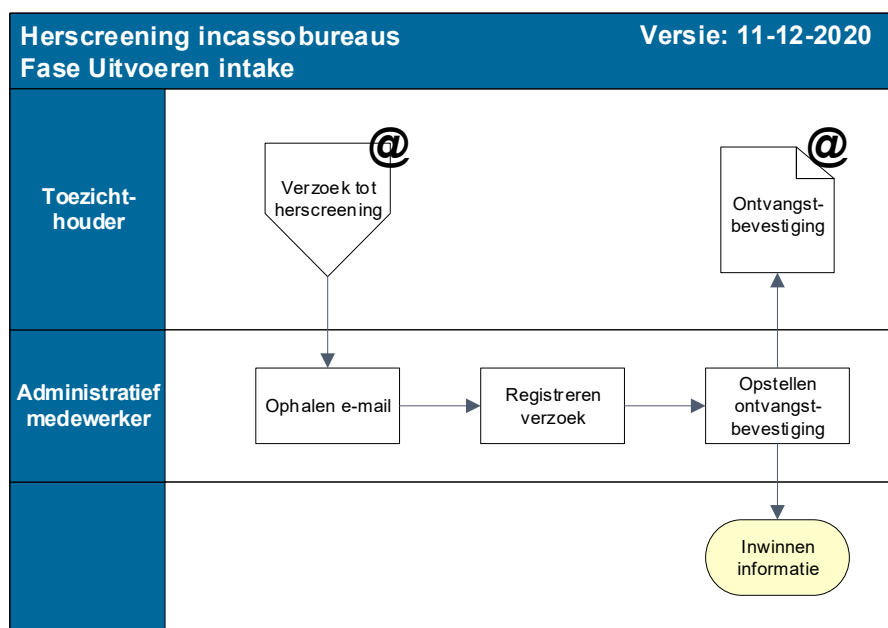 Herscreening incassobureaus
Versie: 11-12-2020
Fase Uitvoeren intake
Toezicht-
houder
@
Verzoek tot
herscreening
@
Ontvangst-
bevestiging
Administratief
medewerker
Ophalen e-mail
Registreren
verzoek
Opstellen
ontvangst-
bevestiging
Inwinnen
informatie